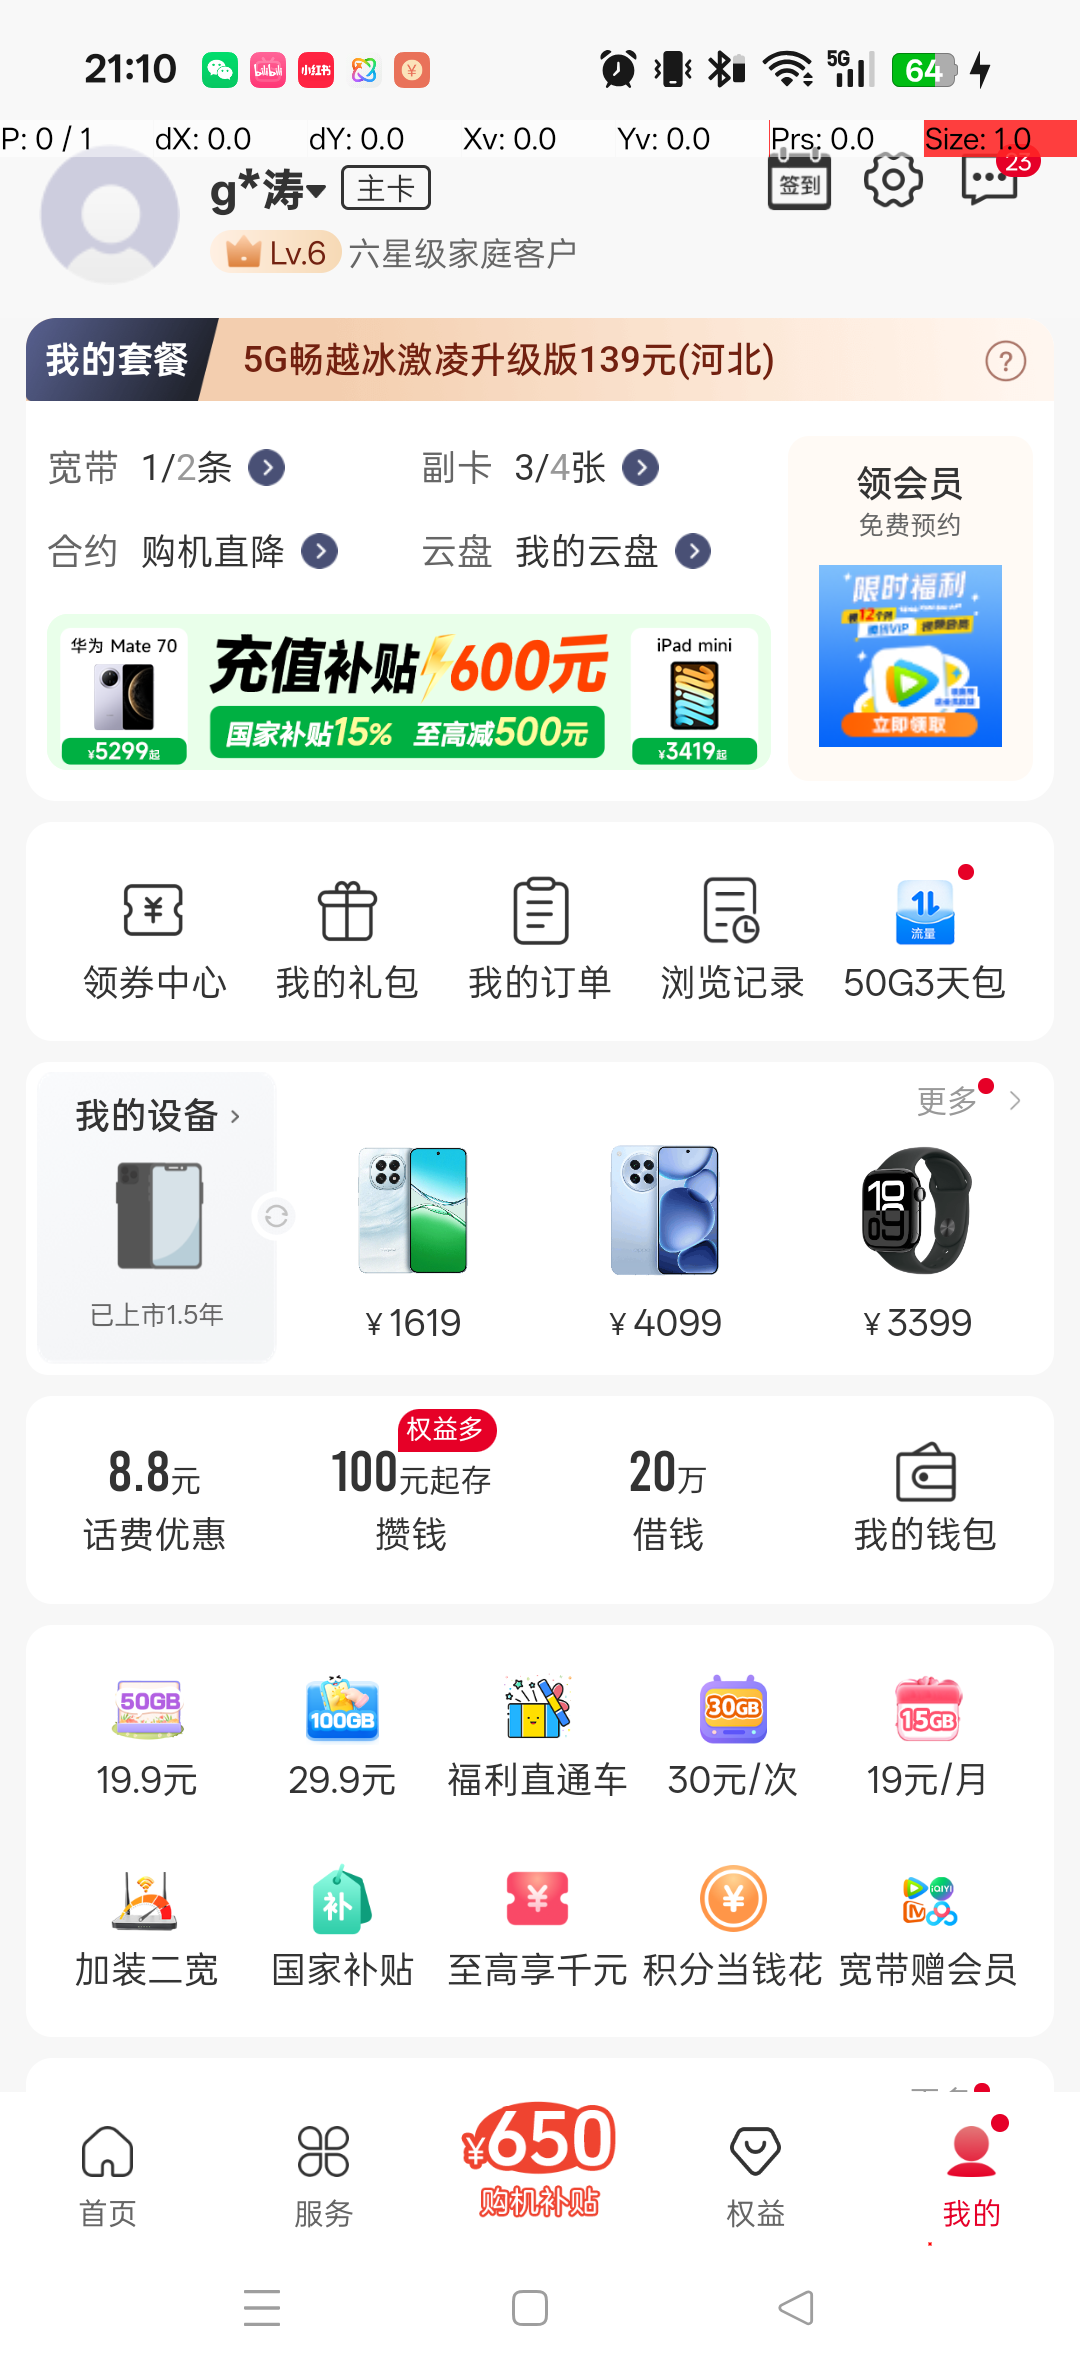 21:10
bilibili
小红书
5G
64
P: 0 / 1 dX: 0.0 dY: 0.0 Xv: 0.0 Yv: 0.0 Prs: 0.0 Size: 1.0
g*涛 主卡
签到
23
Lv.6 六星级家庭客户
我的套餐 5G畅越冰激凌升级版139元(河北) ?
宽带 1/2条 副卡 3/4张
合约 购机直降 云盘 我的云盘
领会员
免费预约
限时福利
立即领取
华为 Mate 70
¥5299起
充值补贴 600元
国家补贴15% 至高减500元
iPad mini
¥3419起
流量
领券中心 我的礼包 我的订单 浏览记录 50G3天包
我的设备
已上市1.5年
更多
¥1619 ¥4099 ¥3399
权益多
8.8元 100元起存 20万
话费优惠 攒钱 借钱 我的钱包
50GB 100GB 30GB 15GB
19.9元 29.9元 福利直通车 30元/次 19元/月
补 iQIYI
加装二宽 国家补贴 至高享千元 积分当钱花 宽带赠会员
¥650
购机补贴
首页 服务 权益 我的